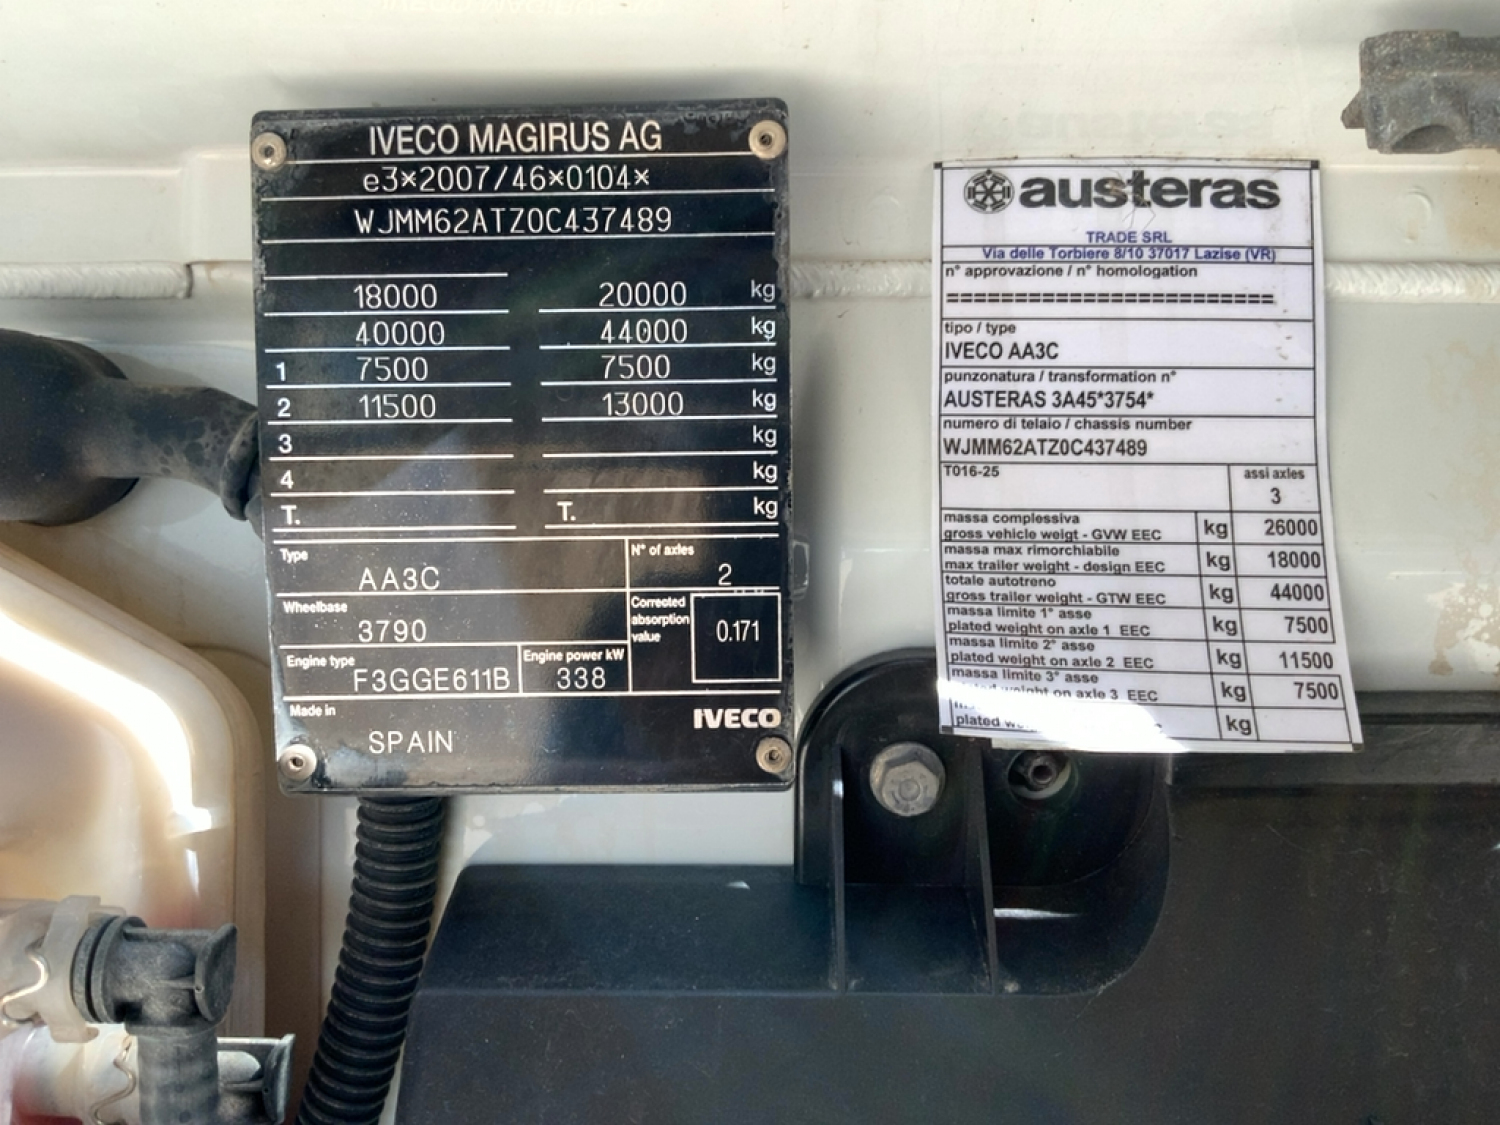 IVECO MAGIRUS AG
e3*2007/46*0104*
WJMM62ATZ0C437489
18000 20000 kg
40000 44000 kg
1 7500 7500 kg
2 11500 13000 kg
3 kg
4 kg
T. T. kg
Type N° of axles
AA3C 2
Wheelbase Corrected absorption value
3790 0.171
Engine type Engine power kW
F3GGE611B 338
Made in IVECO
SPAIN
austeras
TRADE SRL
Via delle Torbiere 8/10 37017 Lazise (VR)
n° approvazione / n° homologation
========================
tipo / type
IVECO AA3C
punzonatura / transformation n°
AUSTERAS 3A45*3754*
numero di telaio / chassis number
WJMM62ATZ0C437489
T016-25 assi axles
3
massa complessiva
gross vehicle weigt - GVW EEC kg 26000
massa max rimorchiabile
max trailer weight - design EEC kg 18000
totale autotreno
gross trailer weight - GTW EEC kg 44000
massa limite 1° asse
plated weight on axle 1 EEC kg 7500
massa limite 2° asse
plated weight on axle 2 EEC kg 11500
massa limite 3° asse
weight on axle 3 EEC kg 7500
plated kg